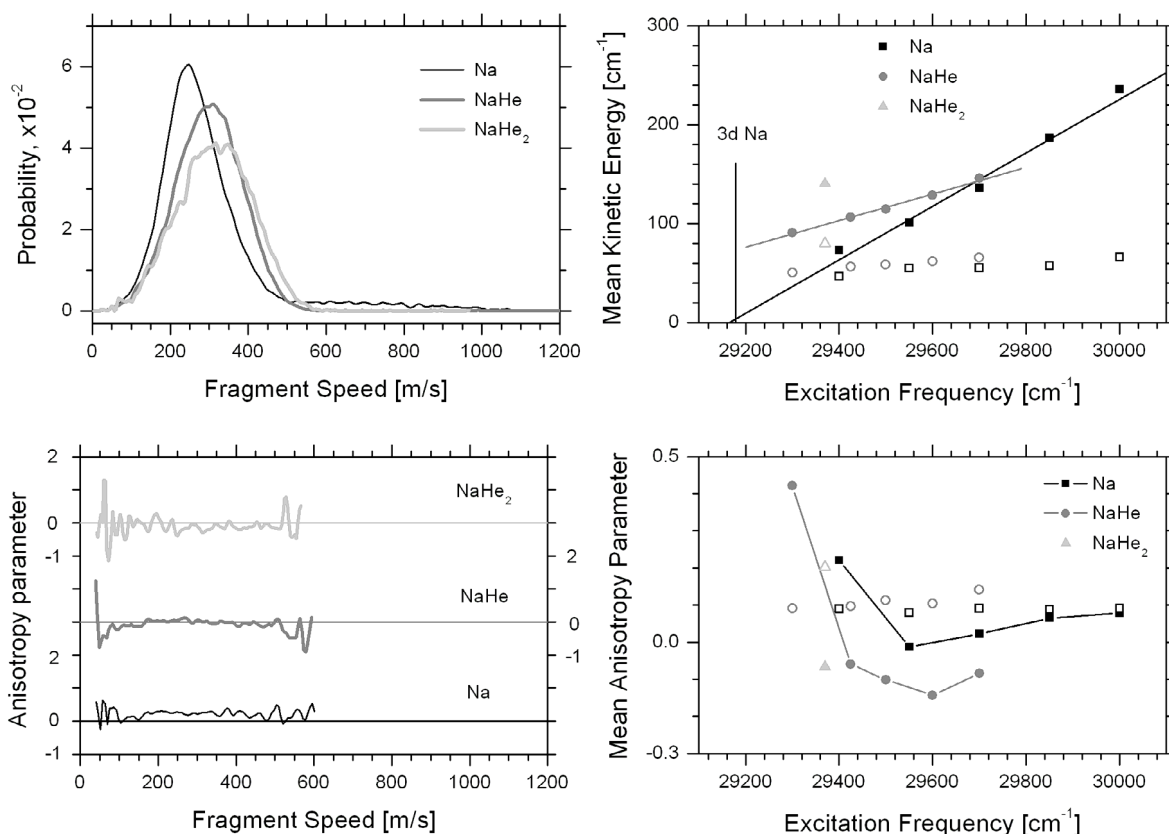 Probability, x10⁻²
6
4
2
0
Na
NaHe
NaHe₂
0 200 400 600 800 1000 1200
Fragment Speed [m/s]
Mean Kinetic Energy [cm⁻¹]
300
200
100
0
Na
NaHe
NaHe₂
3d Na
29200 29400 29600 29800 30000
Excitation Frequency [cm⁻¹]
Anisotropy parameter
2
0
-1
2
0
-1
2
0
-1
NaHe₂
NaHe
Na
0 200 400 600 800 1000 1200
Fragment Speed [m/s]
Mean Anisotropy Parameter
0.5
0.0
-0.3
Na
NaHe
NaHe₂
29200 29400 29600 29800 30000
Excitation Frequency [cm⁻¹]